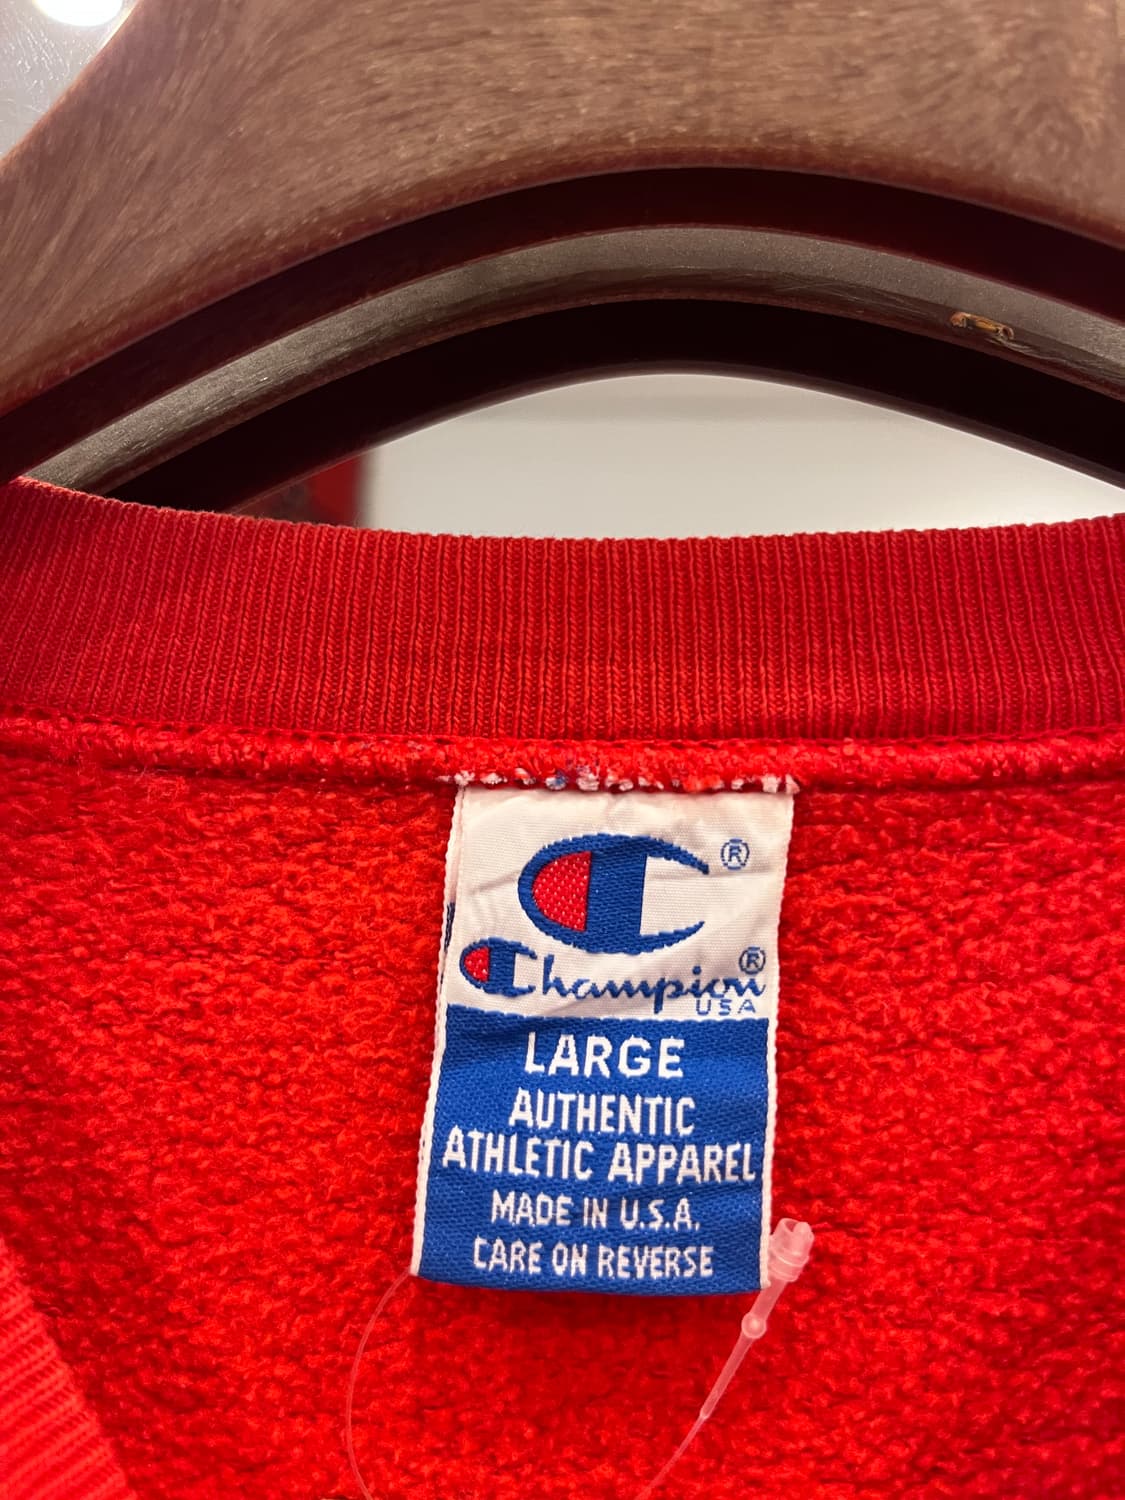 ®
Champion®
USA
LARGE
AUTHENTIC
ATHLETIC APPAREL
MADE IN U.S.A.
CARE ON REVERSE